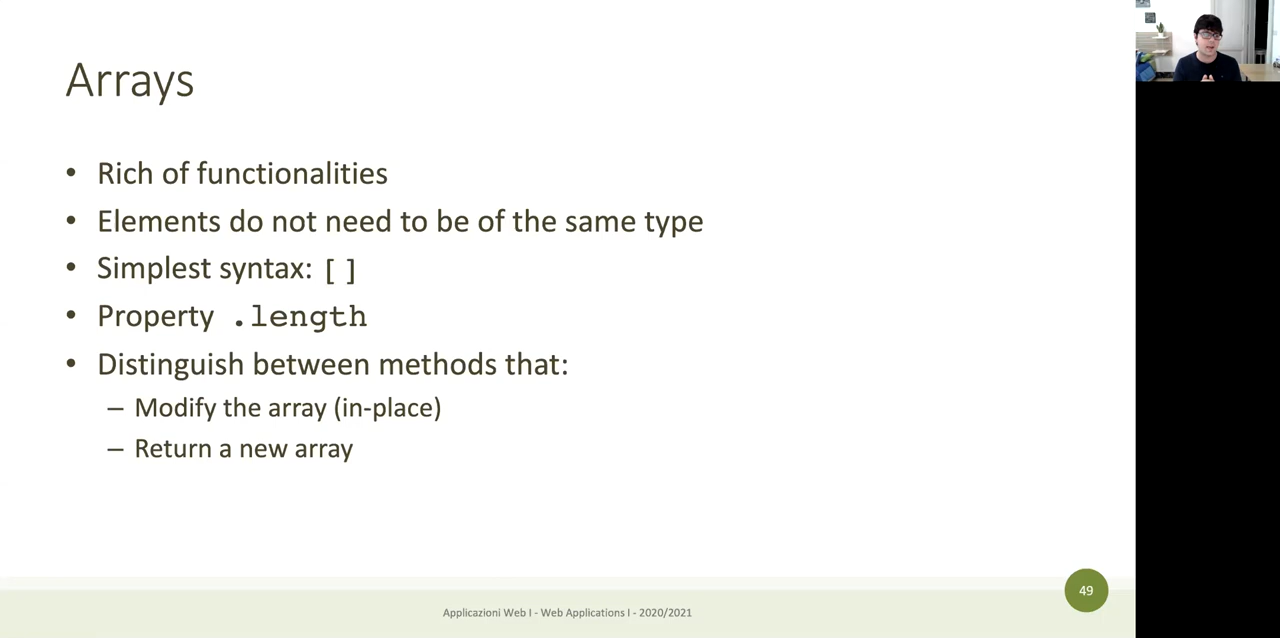 Arrays
• Rich of functionalities
• Elements do not need to be of the same type
• Simplest syntax: [ ]
• Property .length
• Distinguish between methods that:
– Modify the array (in-place)
– Return a new array
49
Applicazioni Web I - Web Applications I - 2020/2021